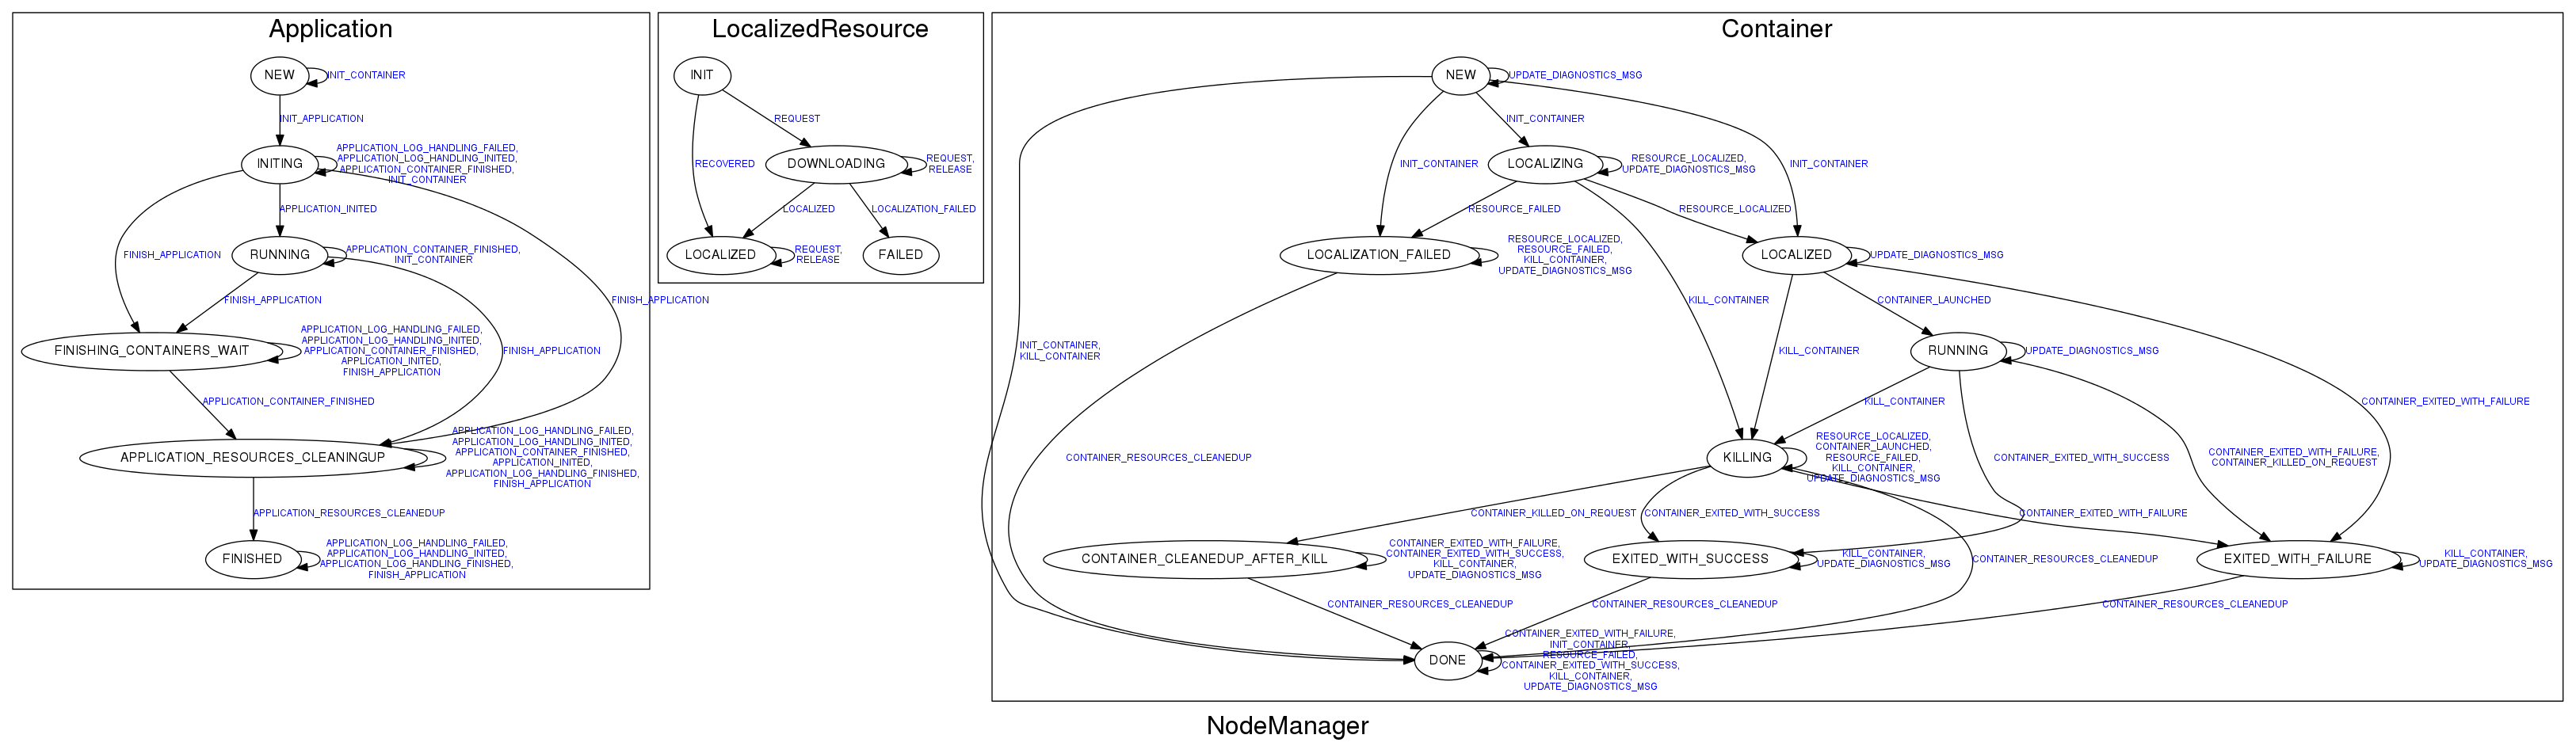 Application
NEW
INIT_CONTAINER
INIT_APPLICATION
INITING
APPLICATION_LOG_HANDLING_FAILED,
APPLICATION_LOG_HANDLING_INITED,
APPLICATION_CONTAINER_FINISHED,
INIT_CONTAINER
APPLICATION_INITED
FINISH_APPLICATION
RUNNING
APPLICATION_CONTAINER_FINISHED,
INIT_CONTAINER
FINISH_APPLICATION
FINISH_APPLICATION
FINISHING_CONTAINERS_WAIT
APPLICATION_LOG_HANDLING_FAILED,
APPLICATION_LOG_HANDLING_INITED,
APPLICATION_CONTAINER_FINISHED,
APPLICATION_INITED,
FINISH_APPLICATION
FINISH_APPLICATION
APPLICATION_CONTAINER_FINISHED
APPLICATION_RESOURCES_CLEANINGUP
APPLICATION_LOG_HANDLING_FAILED,
APPLICATION_LOG_HANDLING_INITED,
APPLICATION_CONTAINER_FINISHED,
APPLICATION_INITED,
APPLICATION_LOG_HANDLING_FINISHED,
FINISH_APPLICATION
APPLICATION_RESOURCES_CLEANEDUP
FINISHED
APPLICATION_LOG_HANDLING_FAILED,
APPLICATION_LOG_HANDLING_INITED,
APPLICATION_LOG_HANDLING_FINISHED,
FINISH_APPLICATION
LocalizedResource
INIT
REQUEST
RECOVERED
DOWNLOADING
REQUEST,
RELEASE
LOCALIZED
LOCALIZATION_FAILED
LOCALIZED
REQUEST,
RELEASE
FAILED
Container
NEW
UPDATE_DIAGNOSTICS_MSG
INIT_CONTAINER
INIT_CONTAINER
LOCALIZING
RESOURCE_LOCALIZED,
UPDATE_DIAGNOSTICS_MSG
INIT_CONTAINER
RESOURCE_FAILED
RESOURCE_LOCALIZED
LOCALIZATION_FAILED
RESOURCE_LOCALIZED,
RESOURCE_FAILED,
KILL_CONTAINER,
UPDATE_DIAGNOSTICS_MSG
LOCALIZED
UPDATE_DIAGNOSTICS_MSG
KILL_CONTAINER
CONTAINER_LAUNCHED
INIT_CONTAINER,
KILL_CONTAINER
KILL_CONTAINER
RUNNING
UPDATE_DIAGNOSTICS_MSG
KILL_CONTAINER
CONTAINER_EXITED_WITH_FAILURE
CONTAINER_RESOURCES_CLEANEDUP
KILLING
RESOURCE_LOCALIZED,
CONTAINER_LAUNCHED,
RESOURCE_FAILED,
KILL_CONTAINER,
UPDATE_DIAGNOSTICS_MSG
CONTAINER_EXITED_WITH_SUCCESS
CONTAINER_EXITED_WITH_FAILURE,
CONTAINER_KILLED_ON_REQUEST
CONTAINER_KILLED_ON_REQUEST
CONTAINER_EXITED_WITH_SUCCESS
CONTAINER_EXITED_WITH_FAILURE
CONTAINER_CLEANEDUP_AFTER_KILL
CONTAINER_EXITED_WITH_FAILURE,
CONTAINER_EXITED_WITH_SUCCESS,
KILL_CONTAINER,
UPDATE_DIAGNOSTICS_MSG
EXITED_WITH_SUCCESS
KILL_CONTAINER,
UPDATE_DIAGNOSTICS_MSG
CONTAINER_RESOURCES_CLEANEDUP
EXITED_WITH_FAILURE
KILL_CONTAINER,
UPDATE_DIAGNOSTICS_MSG
CONTAINER_RESOURCES_CLEANEDUP
CONTAINER_RESOURCES_CLEANEDUP
CONTAINER_RESOURCES_CLEANEDUP
DONE
CONTAINER_EXITED_WITH_FAILURE,
INIT_CONTAINER,
RESOURCE_FAILED,
CONTAINER_EXITED_WITH_SUCCESS,
KILL_CONTAINER,
UPDATE_DIAGNOSTICS_MSG
NodeManager